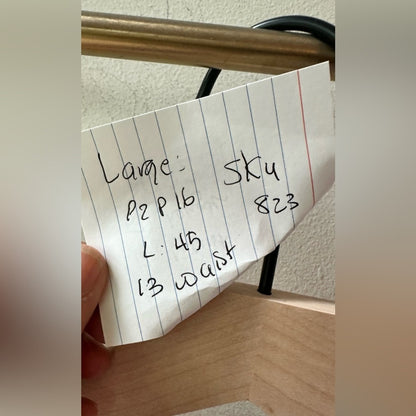 Large: SKU
P2P 16 823
L: 45
13 waist